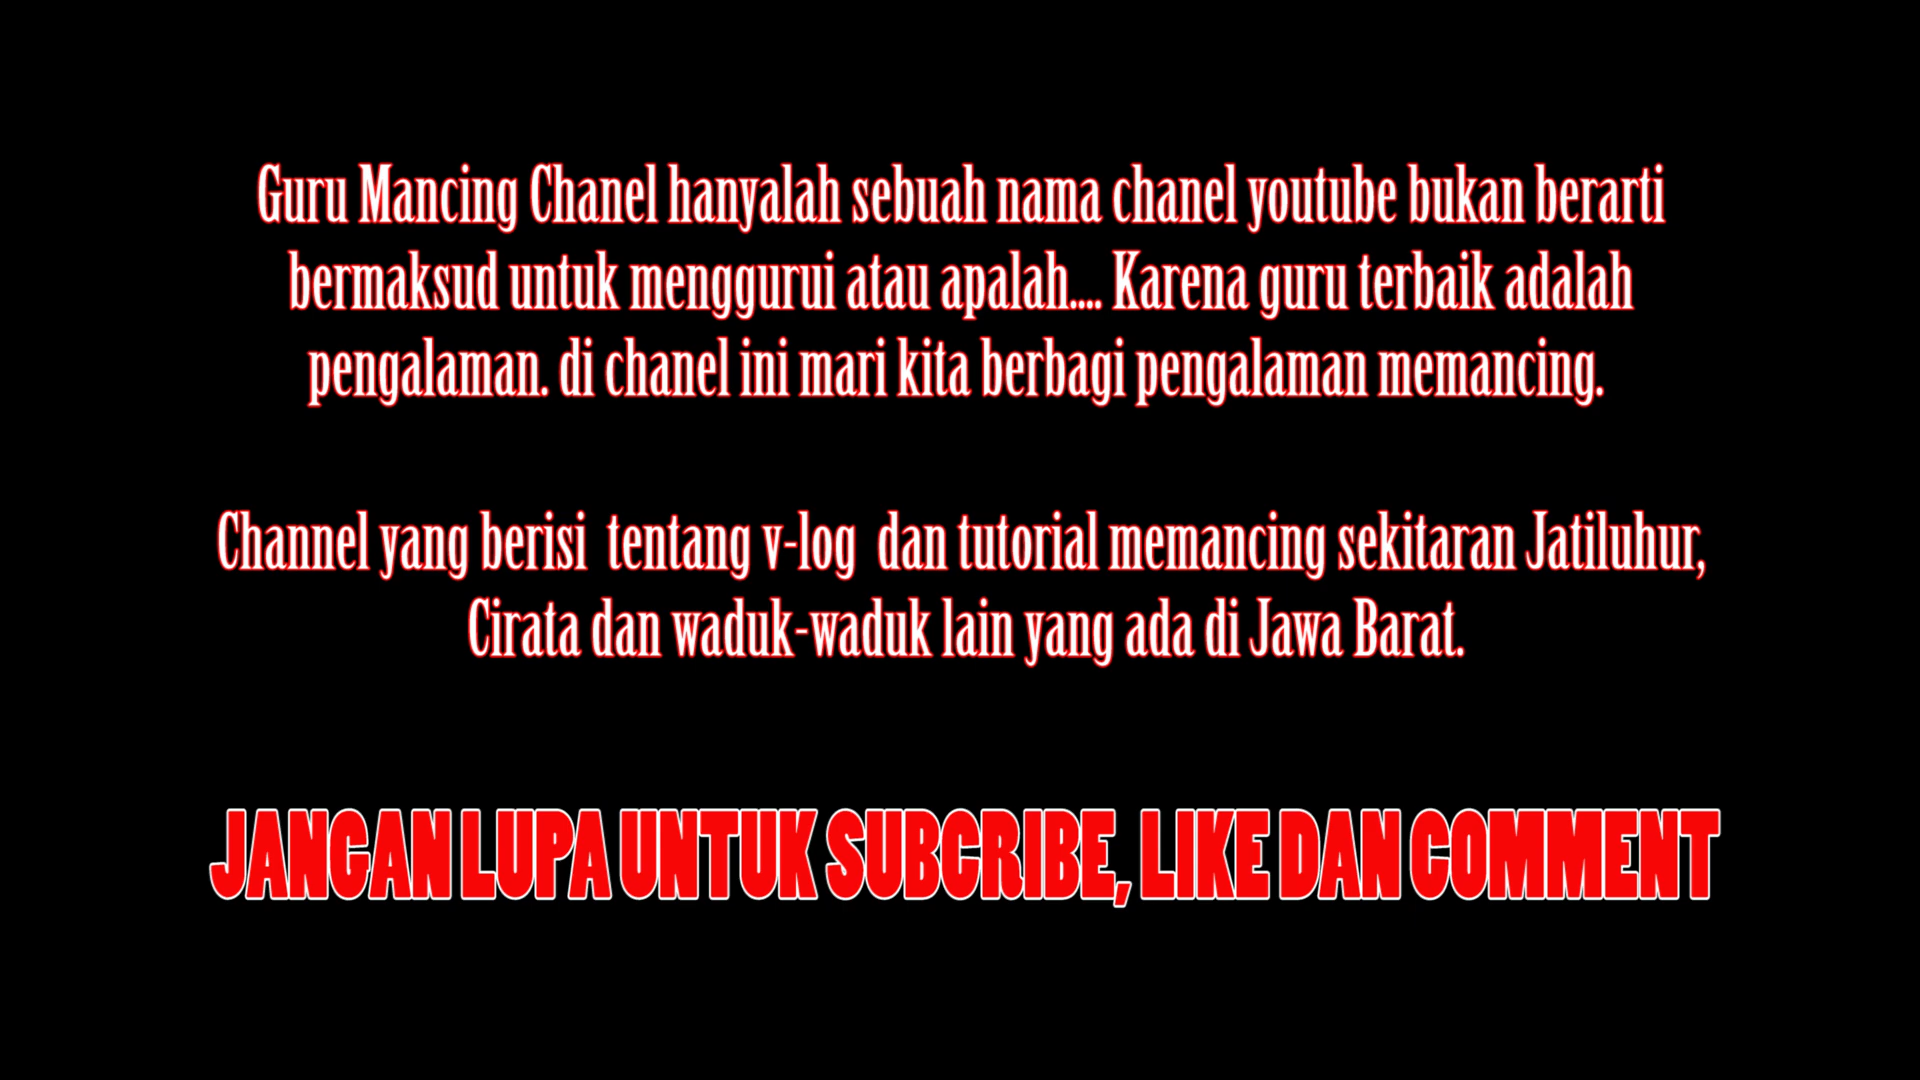 Guru Mancing Chanel hanyalah sebuah nama chanel youtube bukan berarti
bermaksud untuk menggurui atau apalah.... Karena guru terbaik adalah
pengalaman. di chanel ini mari kita berbagi pengalaman memancing.
Channel yang berisi tentang v-log dan tutorial memancing sekitaran Jatiluhur,
Cirata dan waduk-waduk lain yang ada di Jawa Barat.
JANGAN LUPA UNTUK SUBCRIBE, LIKE DAN COMMENT